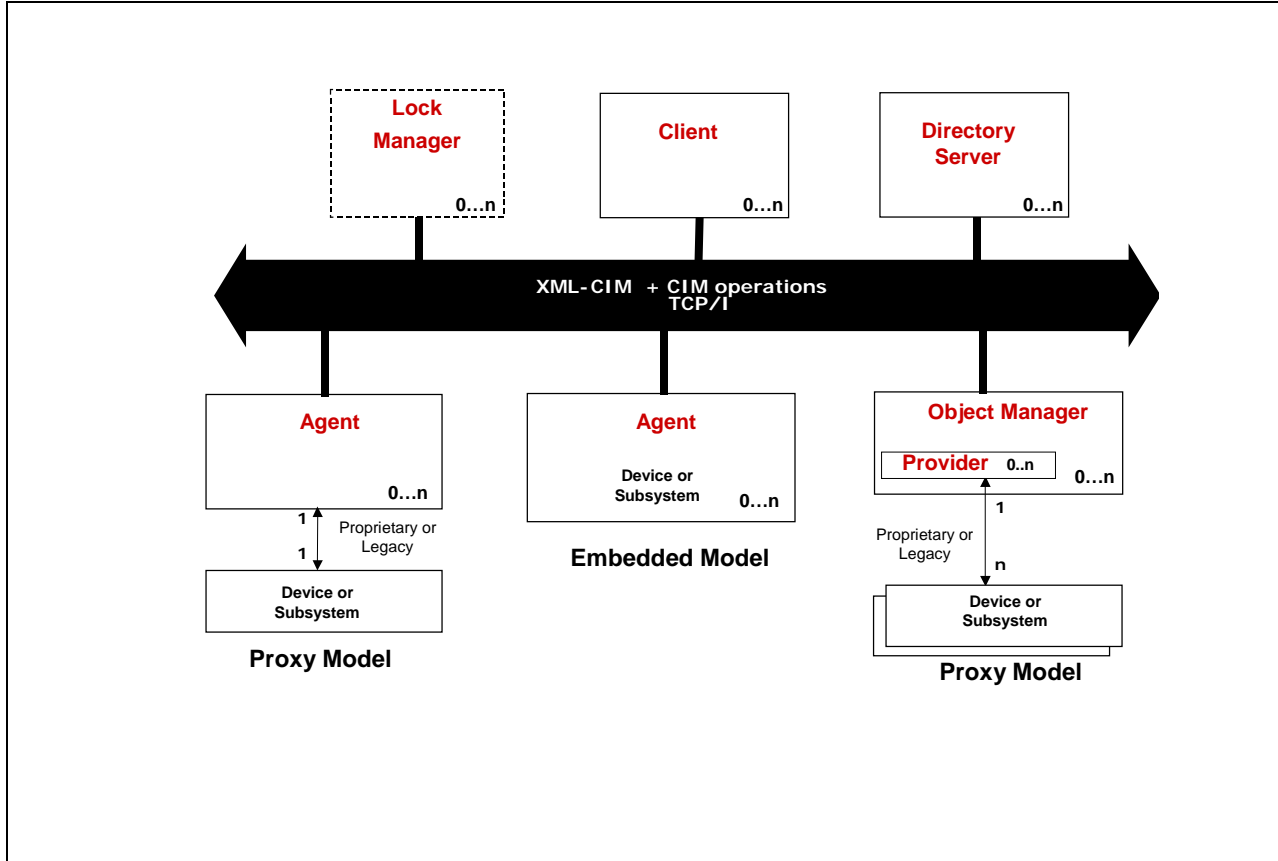 Lock
Manager
0...n
Client
0...n
Directory
Server
0...n
XML-CIM + CIM operations
TCP/I
Agent
0...n
1
Proprietary or
Legacy
1
Device or
Subsystem
Proxy Model
Agent
Device or
Subsystem
0...n
Embedded Model
Object Manager
Provider 0..n
0...n
1
Proprietary or
Legacy
n
Device or
Subsystem
Proxy Model